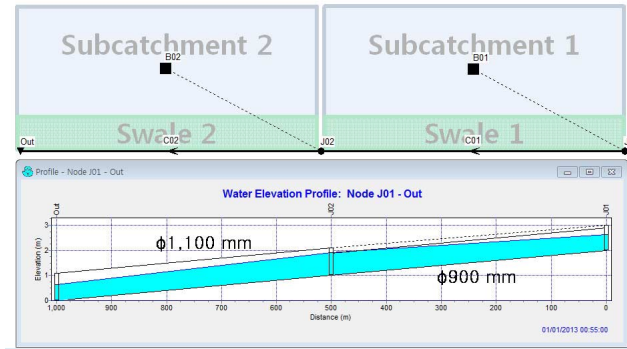 Subcatchment 2
B02
Subcatchment 1
B01
Out
Swale 2
C02
J02
Swale 1
C01
Profile - Node J01 - Out
Water Elevation Profile: Node J01 - Out
Out
J02
J01
ϕ1,100 mm
ϕ900 mm
Elevation (m)
3
2
1
0
1,000
900
800
700
600
500
400
300
200
100
0
Distance (m)
01/01/2013 00:55:00